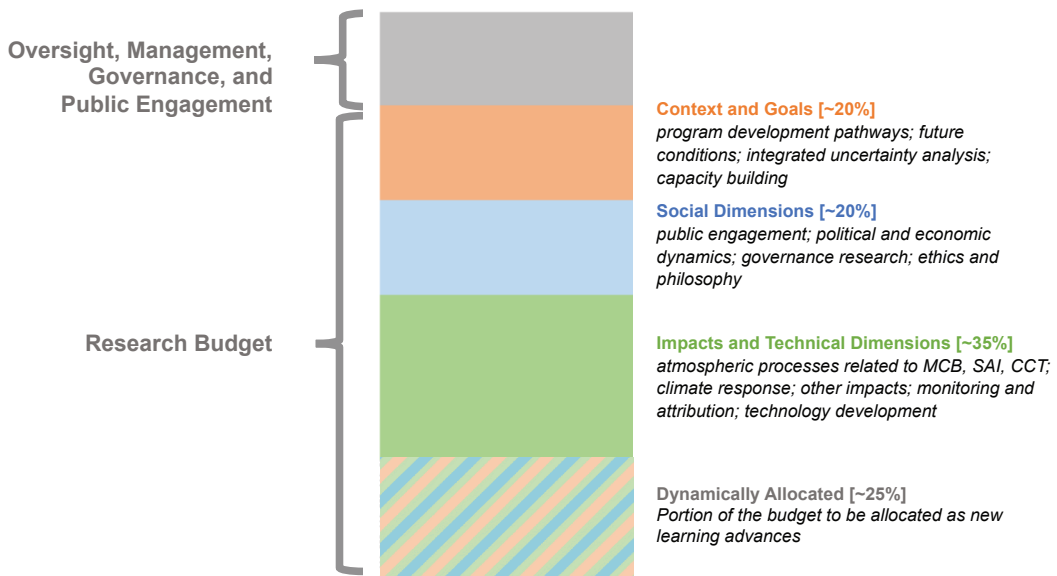 Oversight, Management,
Governance, and
Public Engagement
Context and Goals [~20%]
program development pathways; future
conditions; integrated uncertainty analysis;
capacity building
Social Dimensions [~20%]
public engagement; political and economic
dynamics; governance research; ethics and
philosophy
Research Budget
Impacts and Technical Dimensions [~35%]
atmospheric processes related to MCB, SAI, CCT;
climate response; other impacts; monitoring and
attribution; technology development
Dynamically Allocated [~25%]
Portion of the budget to be allocated as new
learning advances